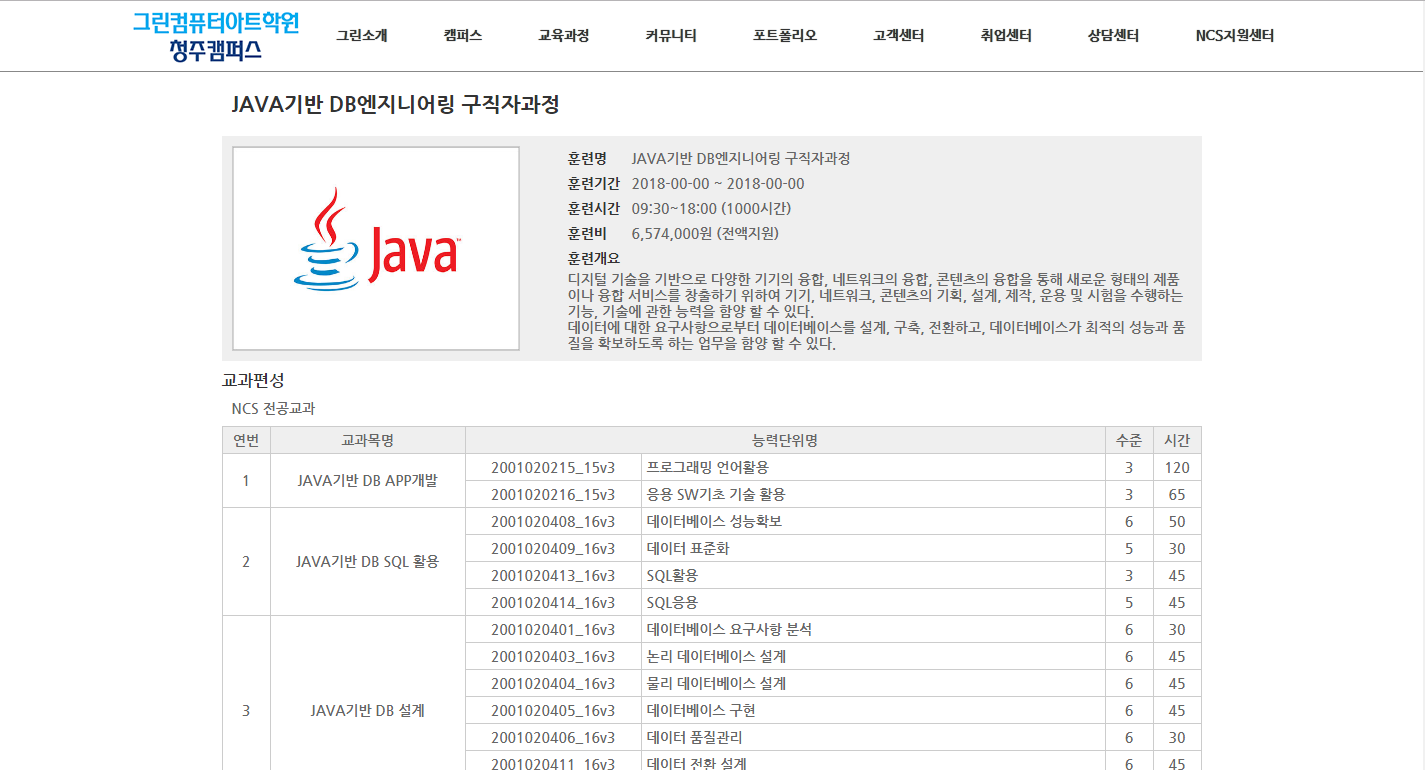 그린컴퓨터아트학원
청주캠퍼스
그린소개 캠퍼스 교육과정 커뮤니티 포트폴리오 고객센터 취업센터 상담센터 NCS지원센터
JAVA기반 DB엔지니어링 구직자과정
Java™
훈련명 JAVA기반 DB엔지니어링 구직자과정
훈련기간 2018-00-00 ~ 2018-00-00
훈련시간 09:30~18:00 (1000시간)
훈련비 6,574,000원 (전액지원)
훈련개요
디지털 기술을 기반으로 다양한 기기의 융합, 네트워크의 융합, 콘텐츠의 융합을 통해 새로운 형태의 제품
이나 융합 서비스를 창출하기 위하여 기기, 네트워크, 콘텐츠의 기획, 설계, 제작, 운용 및 시험을 수행하는
기능, 기술에 관한 능력을 함양 할 수 있다.
데이터에 대한 요구사항으로부터 데이터베이스를 설계, 구축, 전환하고, 데이터베이스가 최적의 성능과 품
질을 확보하도록 하는 업무을 함양 할 수 있다.
교과편성
NCS 전공교과
연번 교과목명 능력단위명 수준 시간
1 JAVA기반 DB APP개발 2001020215_15v3 프로그래밍 언어활용 3 120
2001020216_15v3 응용 SW기초 기술 활용 3 65
2 JAVA기반 DB SQL 활용 2001020408_16v3 데이터베이스 성능확보 6 50
2001020409_16v3 데이터 표준화 5 30
2001020413_16v3 SQL활용 3 45
2001020414_16v3 SQL응용 5 45
3 JAVA기반 DB 설계 2001020401_16v3 데이터베이스 요구사항 분석 6 30
2001020403_16v3 논리 데이터베이스 설계 6 45
2001020404_16v3 물리 데이터베이스 설계 6 45
2001020405_16v3 데이터베이스 구현 6 45
2001020406_16v3 데이터 품질관리 6 30
2001020411_16v3 데이터 전환 설계 6 45